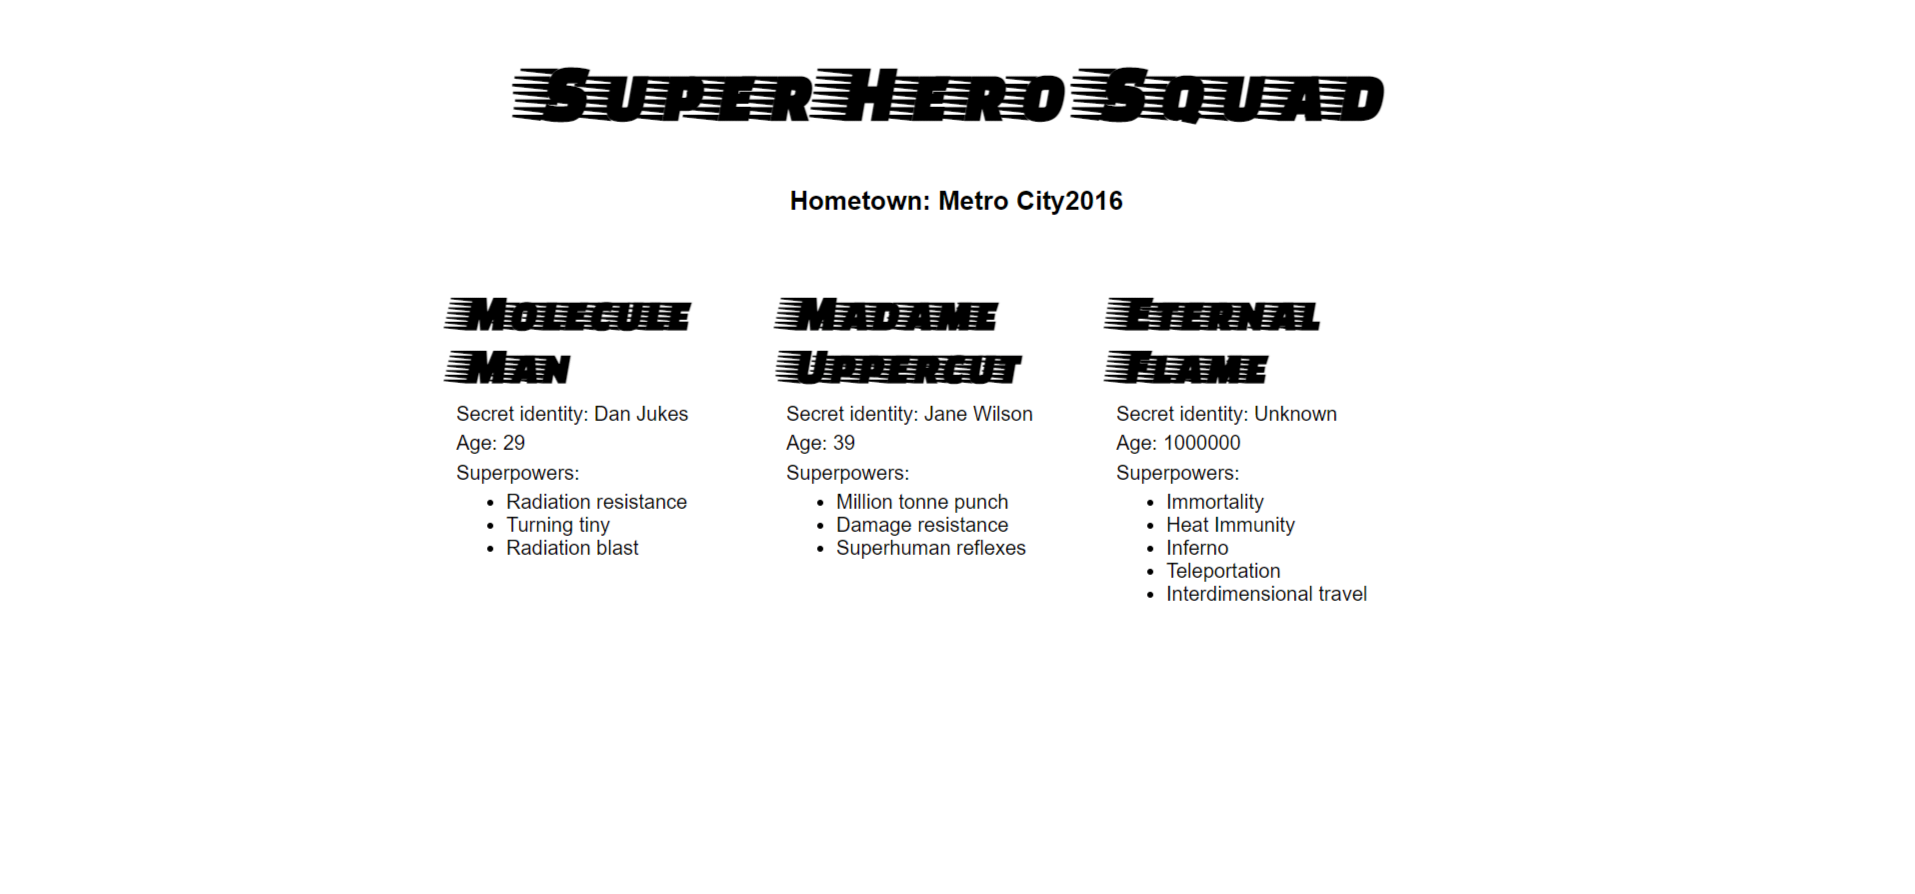 Super Hero Squad
Hometown: Metro City2016
Molecule
Man
Secret identity: Dan Jukes
Age: 29
Superpowers:
Radiation resistance
Turning tiny
Radiation blast
Madame
Uppercut
Secret identity: Jane Wilson
Age: 39
Superpowers:
Million tonne punch
Damage resistance
Superhuman reflexes
Eternal
Flame
Secret identity: Unknown
Age: 1000000
Superpowers:
Immortality
Heat Immunity
Inferno
Teleportation
Interdimensional travel